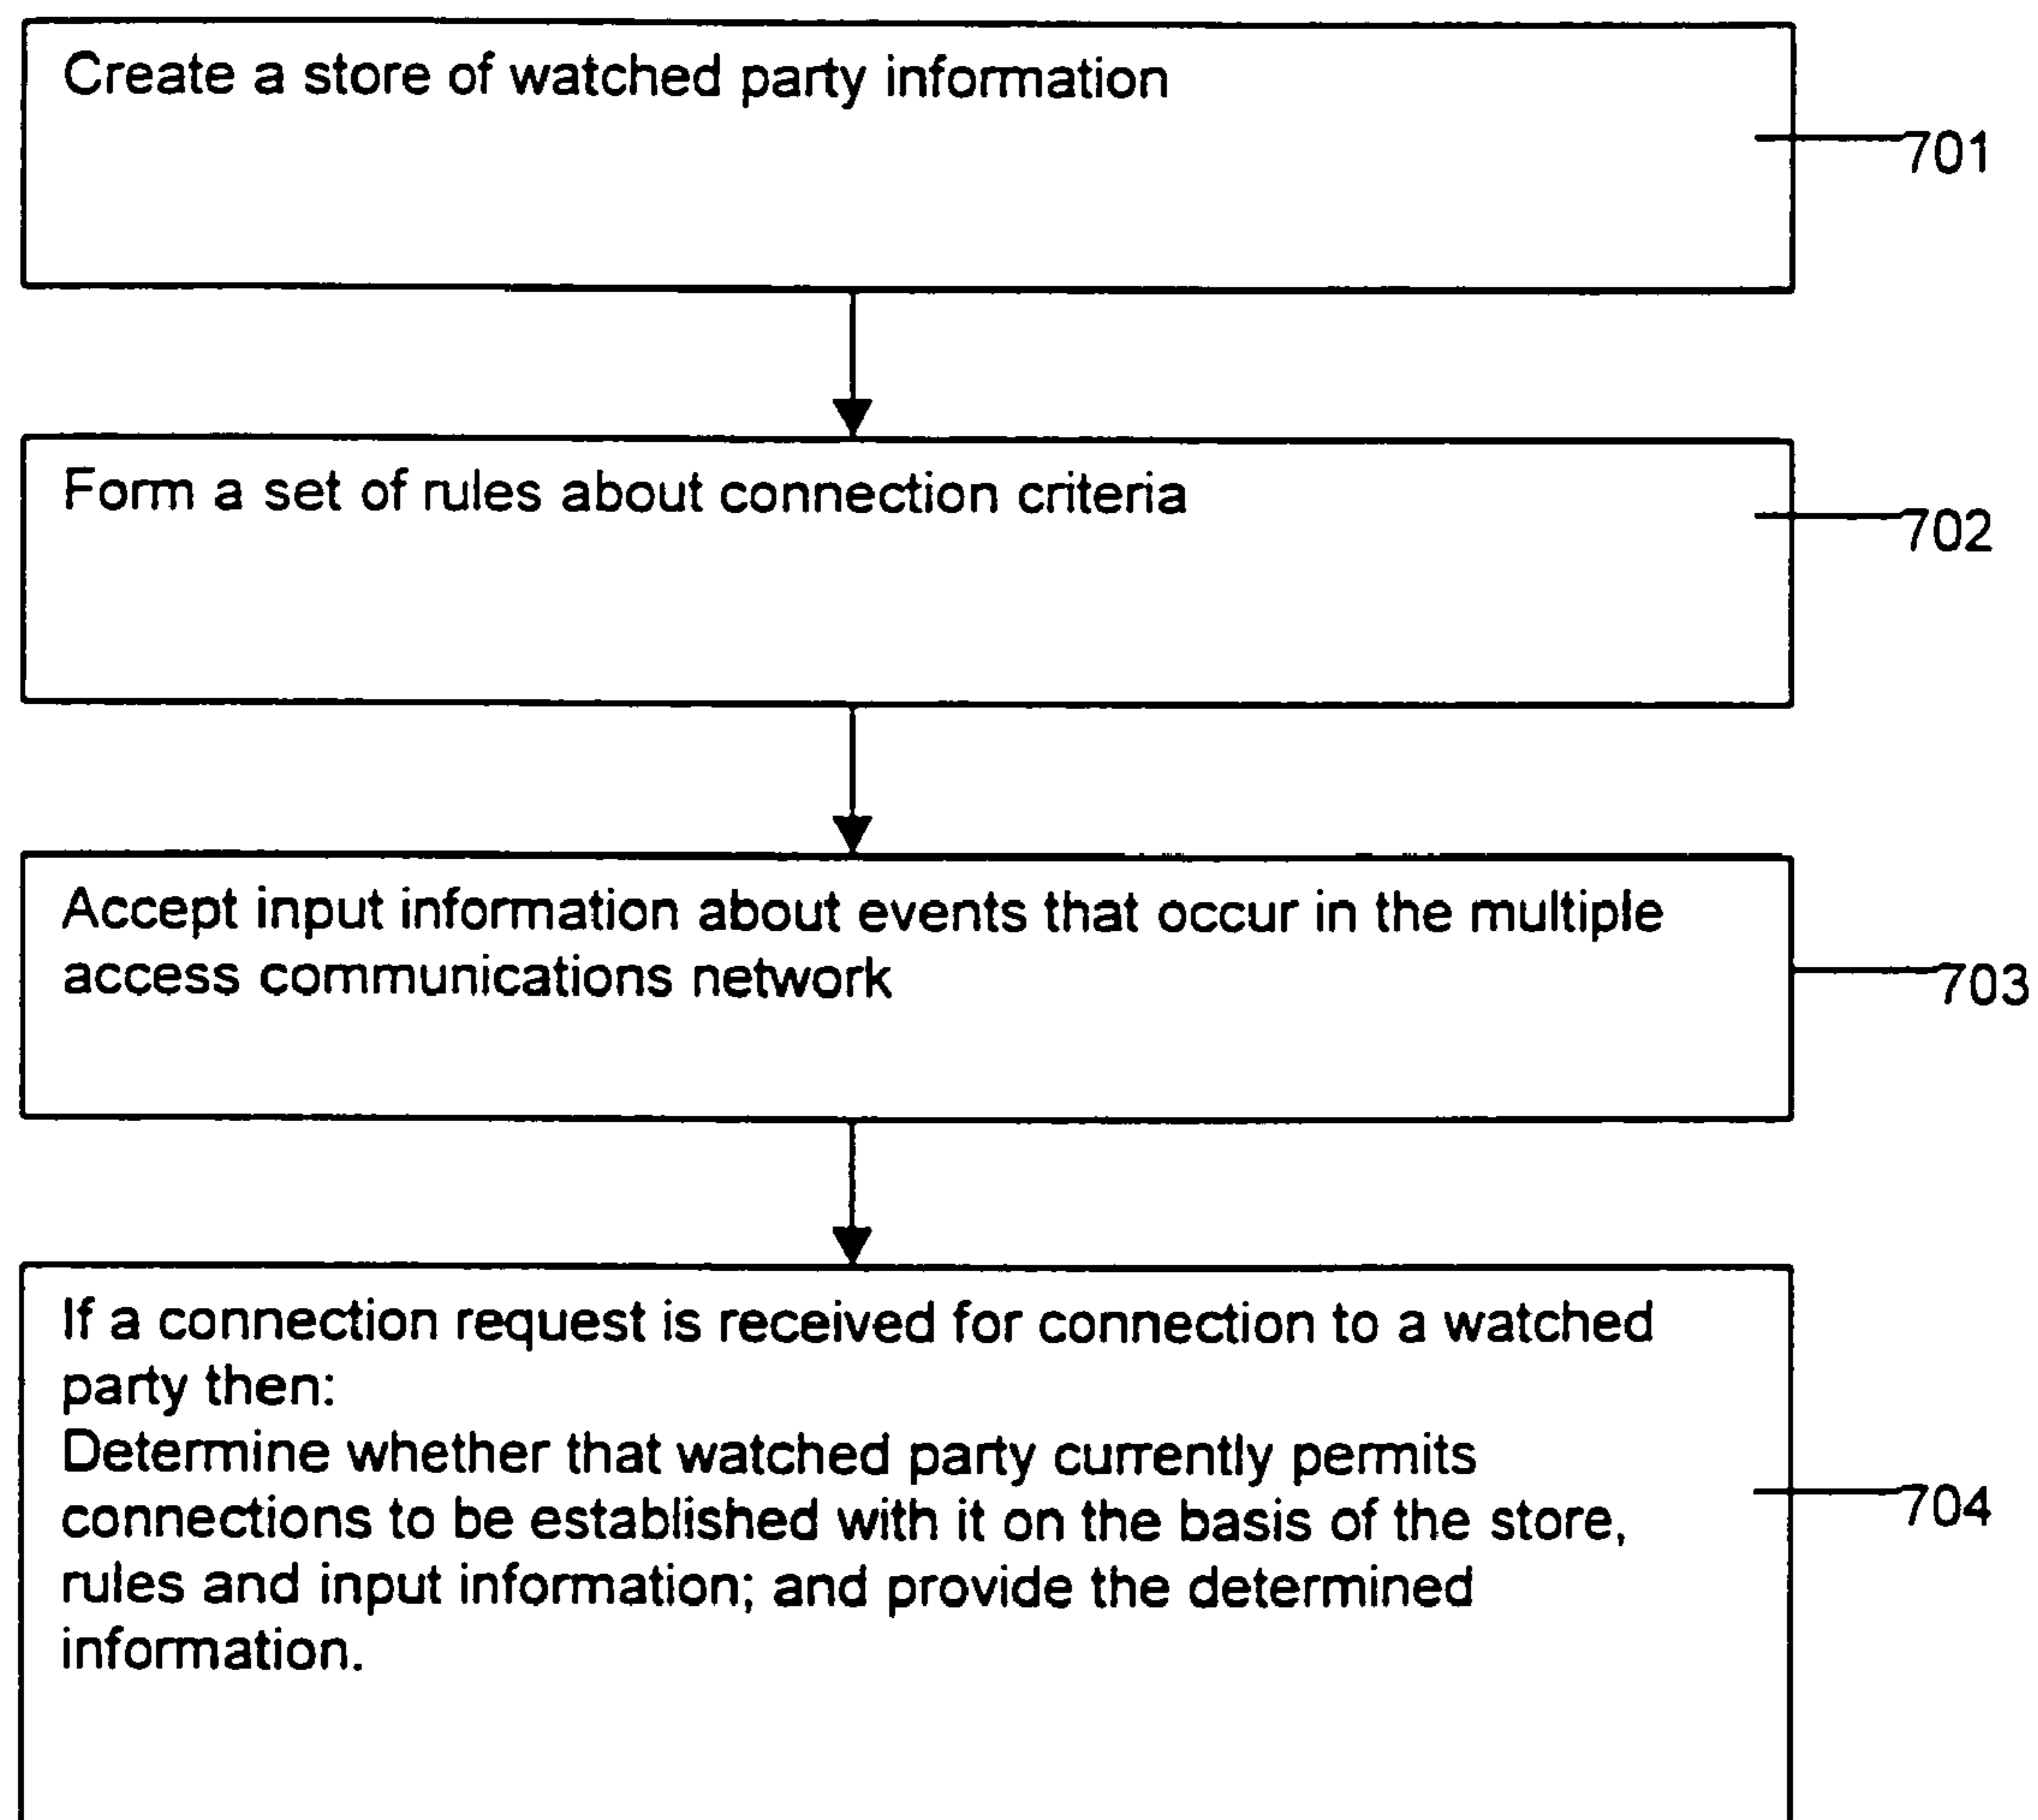 Create a store of watched party information
701
Form a set of rules about connection criteria
702
Accept input information about events that occur in the multiple
access communications network
703
If a connection request is received for connection to a watched
party then:
Determine whether that watched party currently permits
connections to be established with it on the basis of the store,
rules and input information; and provide the determined
information.
704